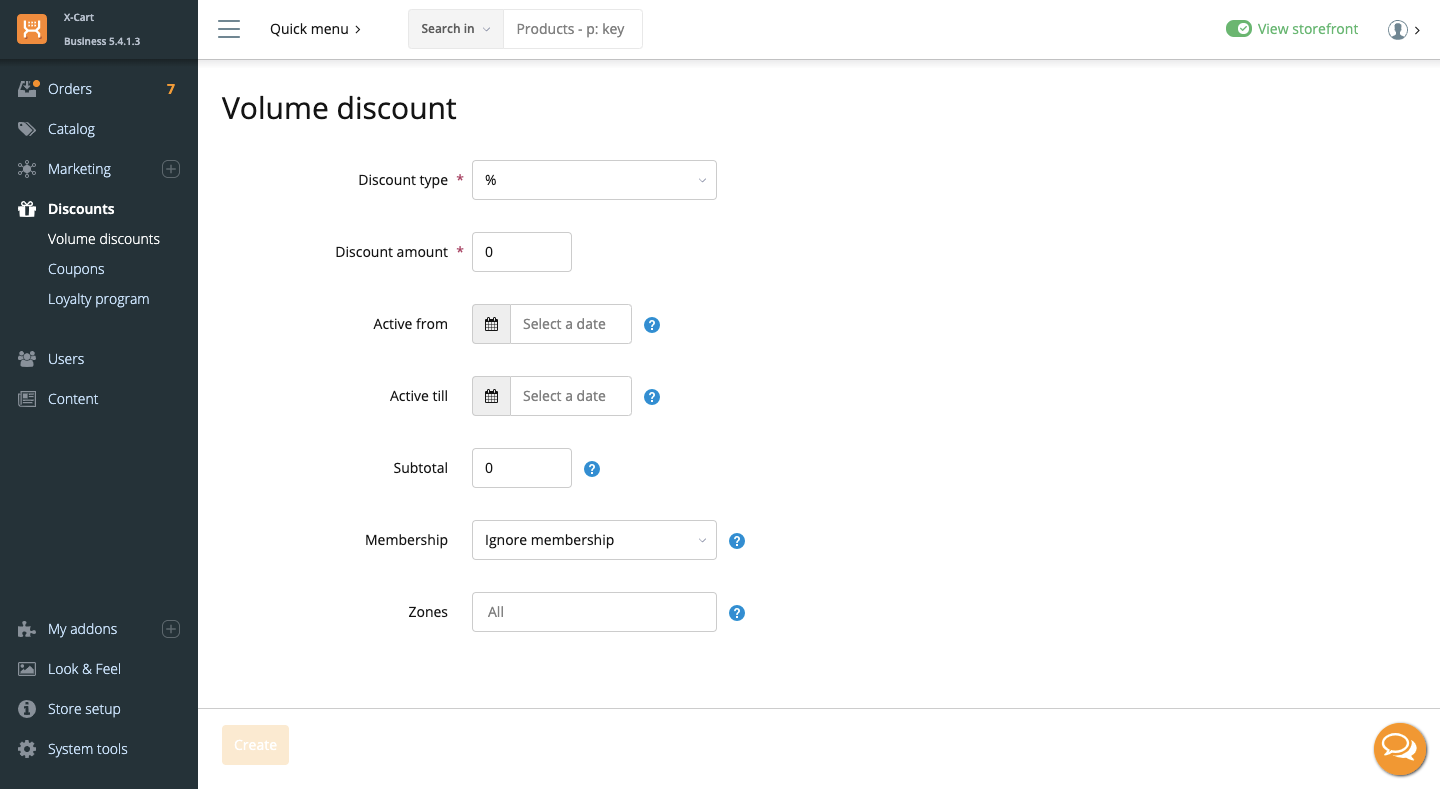 X-Cart
Business 5.4.1.3
Quick menu
Search in
Products - p: key
View storefront
Orders 7
Catalog
Marketing
Discounts
Volume discounts
Coupons
Loyalty program
Users
Content
My addons
Look & Feel
Store setup
System tools
Volume discount
Discount type * %
Discount amount * 0
Active from Select a date ?
Active till Select a date ?
Subtotal 0 ?
Membership Ignore membership ?
Zones All ?
Create